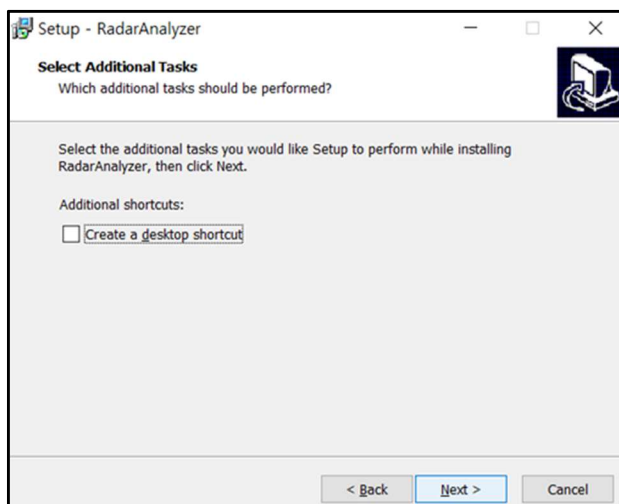 Setup - RadarAnalyzer
Select Additional Tasks
Which additional tasks should be performed?
Select the additional tasks you would like Setup to perform while installing
RadarAnalyzer, then click Next.
Additional shortcuts:
Create a desktop shortcut
< Back
Next >
Cancel